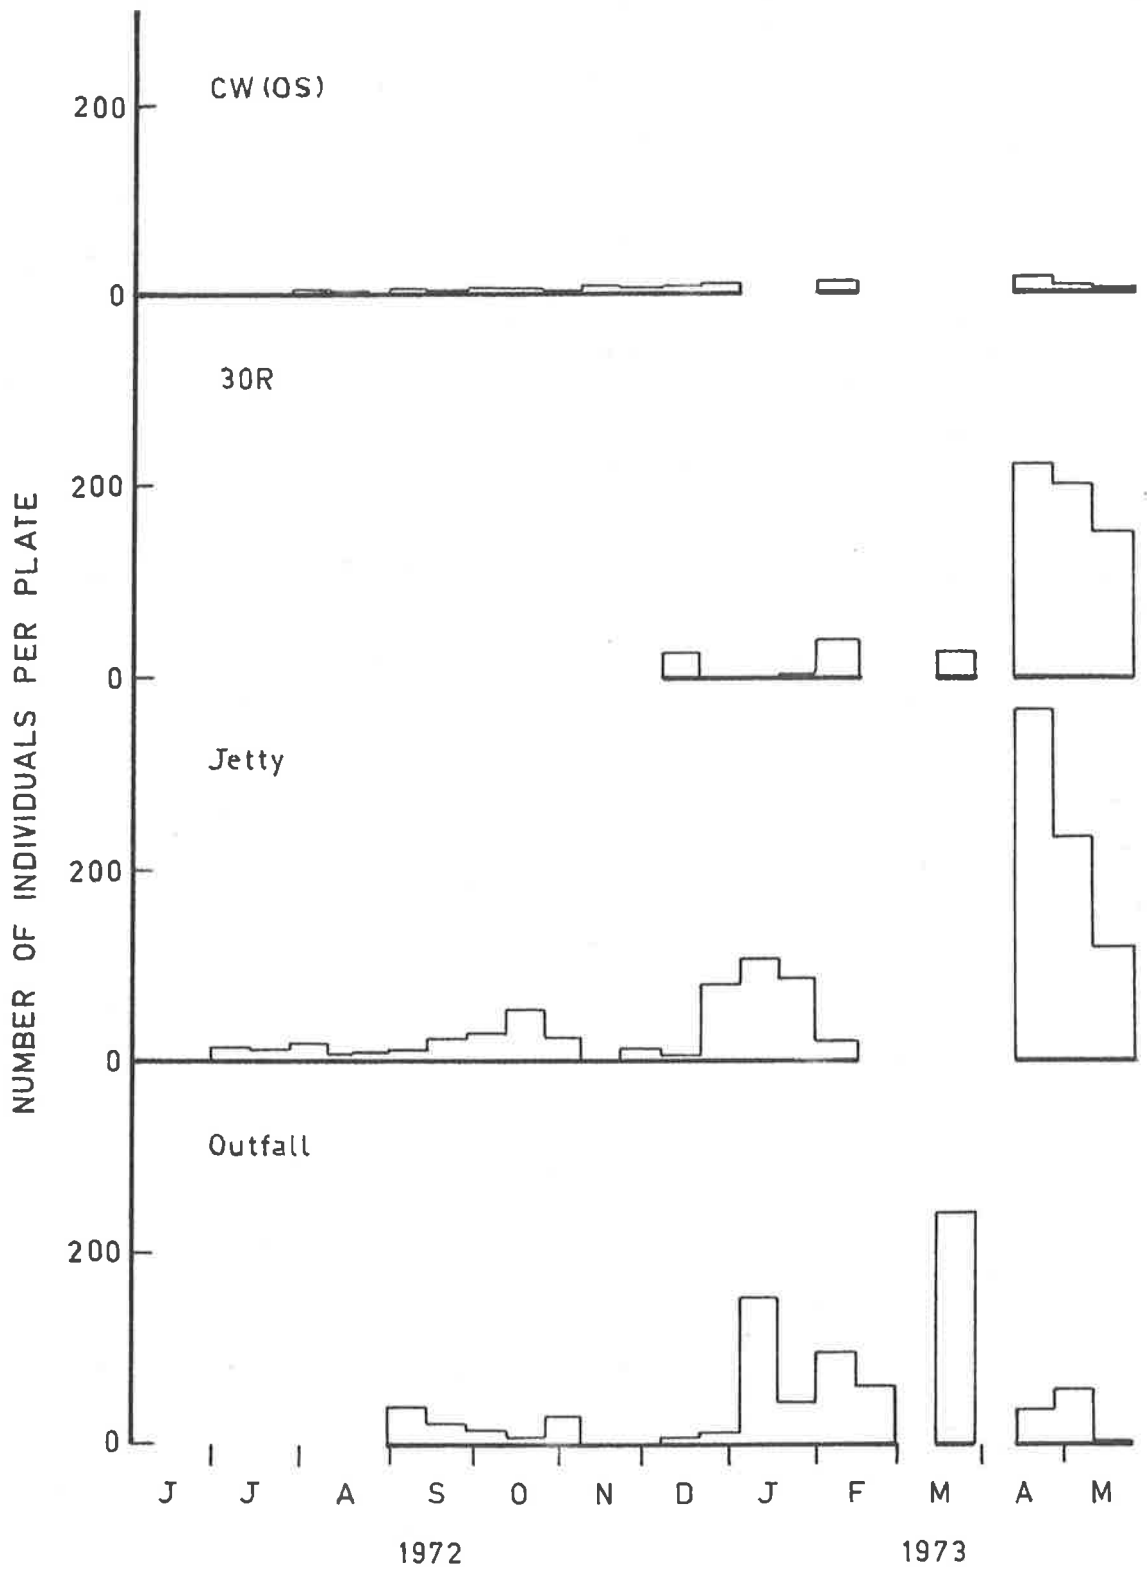 CW (OS)
200
0
30R
200
0
Jetty
200
0
Outfall
200
0
NUMBER OF INDIVIDUALS PER PLATE
J J A S O N D J F M A M
1972 1973